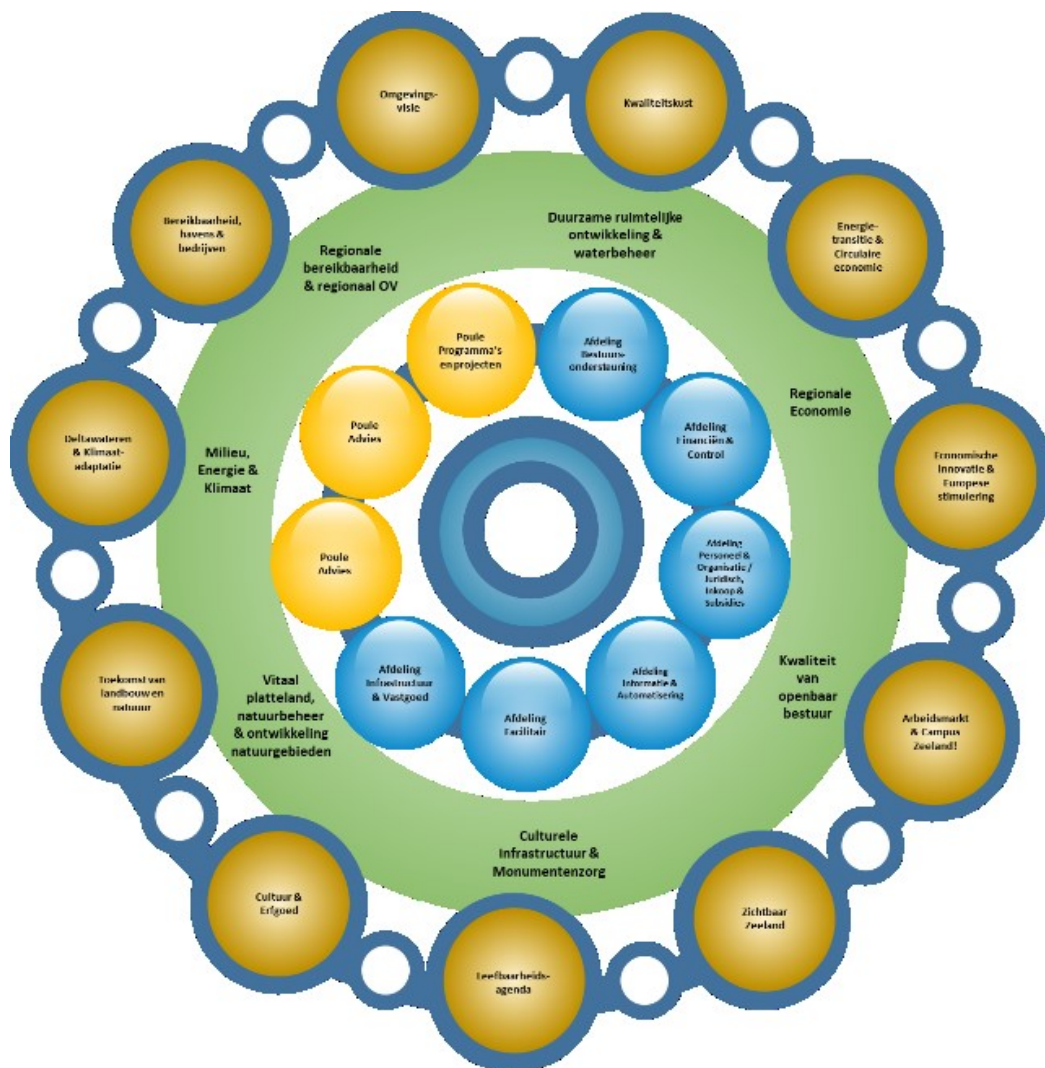 Omgevings-
visie
Kwaliteitskust
Energie-
transitie &
Circulaire
economie
Economische
Innovatie &
Europese
stimulering
Arbeidsmarkt
& Campus
Zeeland!
Zichtbaar
Zeeland
Leefbaarheids-
agenda
Cultuur &
Erfgoed
Toekomst van
landbouw en
natuur
Deltawateren
& Klimaat-
adaptatie
Bereikbaarheid,
havens &
bedrijven
Duurzame ruimtelijke
ontwikkeling &
waterbeheer
Regionale
Economie
Kwaliteit
van
openbaar
bestuur
Culturele
Infrastructuur &
Monumentenzorg
Vitaal
platteland,
natuurbeheer
& ontwikkeling
natuurgebieden
Milieu,
Energie &
Klimaat
Regionale
bereikbaarheid
& regionaal OV
Poule
Programma's
en projecten
Afdeling
Bestuurs-
ondersteuning
Afdeling
Financiën &
Control
Afdeling
Personeel &
Organisatie /
Juridisch,
Inkoop &
Subsidies
Afdeling
Informatie &
Automatisering
Afdeling
Facilitair
Afdeling
Infrastructuur
& Vastgoed
Poule
Advies
Poule
Advies